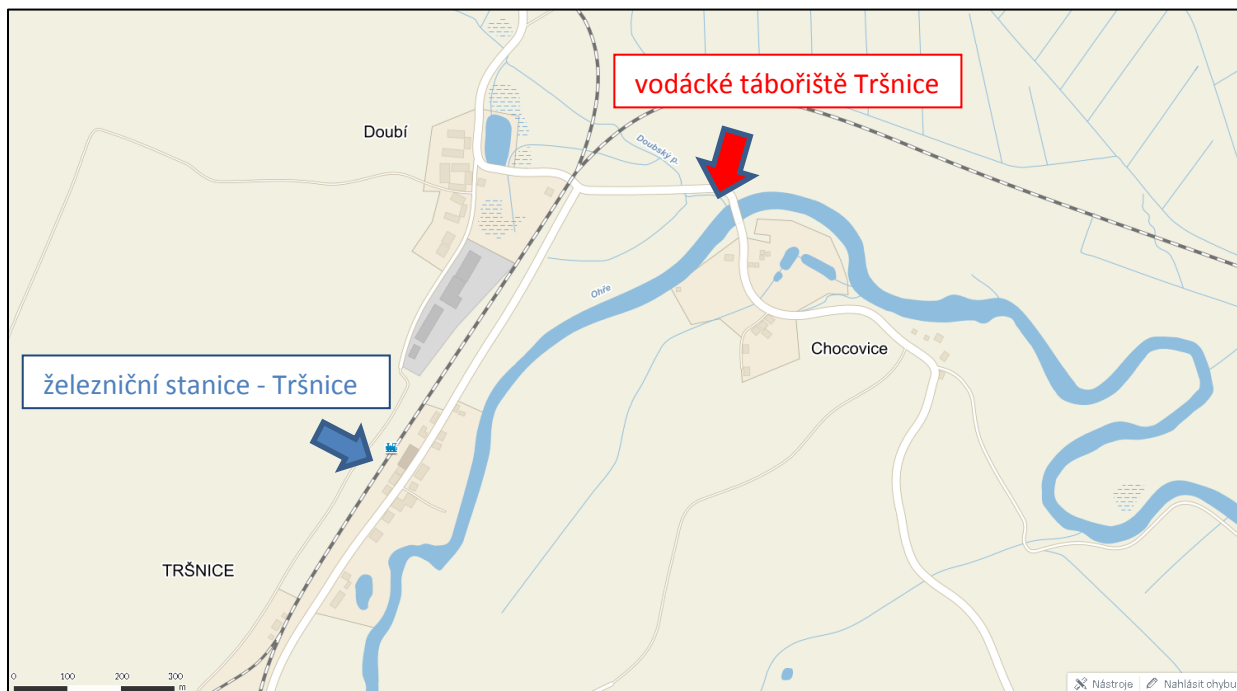 vodácké tábořiště Tršnice
Doubí
Doubský p.
Ohře
Chocovice
železniční stanice - Tršnice
TRŠNICE
0 100 200 300
m
Nástroje
Nahlásit chybu